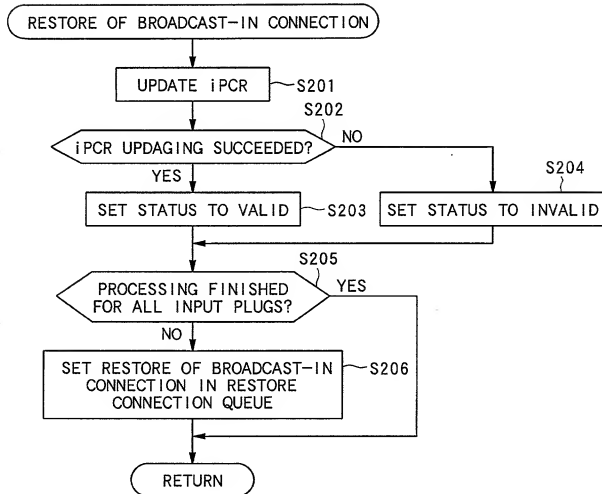 RESTORE OF BROADCAST-IN CONNECTION
UPDATE iPCR
S201
S202
iPCR UPDAGING SUCCEEDED?
NO
YES
S204
SET STATUS TO VALID
S203
SET STATUS TO INVALID
S205
PROCESSING FINISHED
FOR ALL INPUT PLUGS?
YES
NO
SET RESTORE OF BROADCAST-IN
CONNECTION IN RESTORE
CONNECTION QUEUE
S206
RETURN